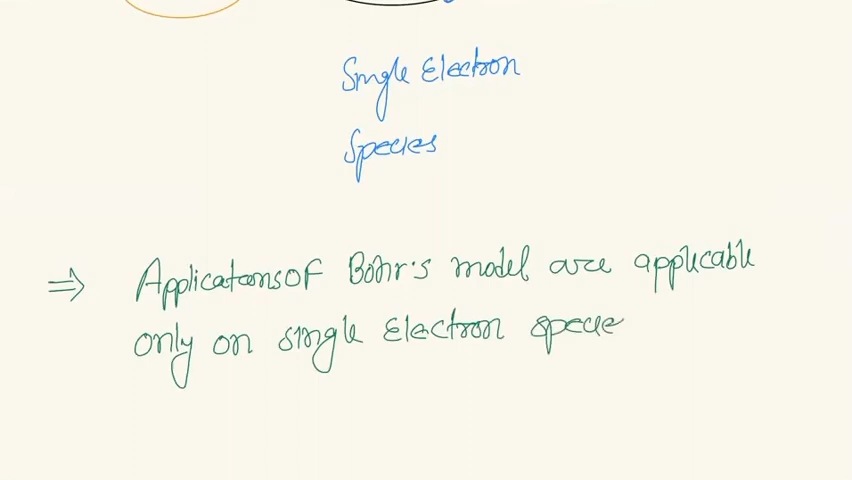 Single Electron
Species
⇒ Applications of Bohr's model are applicable
only on single Electron specie